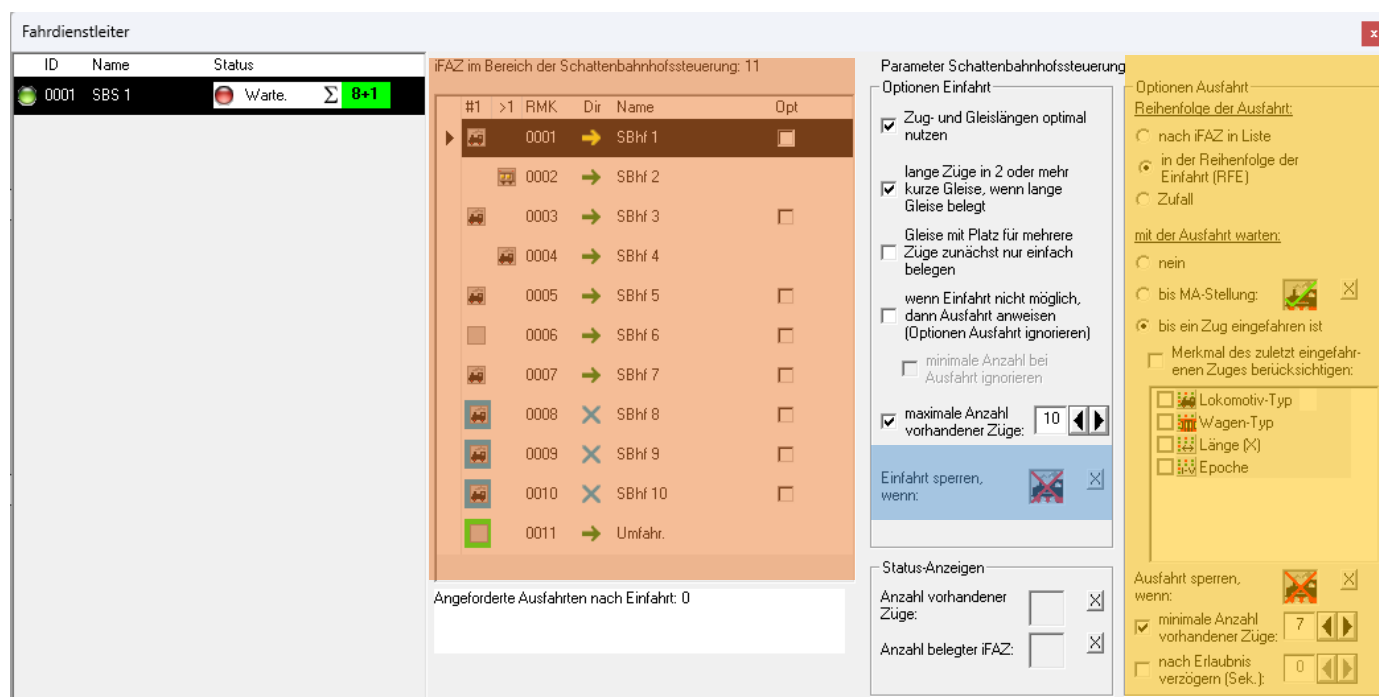 Fahrdienstleiter
x
ID Name Status
0001 SBS 1 Warte. Σ 8+1
iFAZ im Bereich der Schattenbahnhofssteuerung: 11
#1 >1 RMK Dir Name Opt
0001 SBhf 1
0002 SBhf 2
0003 SBhf 3
0004 SBhf 4
0005 SBhf 5
0006 SBhf 6
0007 SBhf 7
0008 SBhf 8
0009 SBhf 9
0010 SBhf 10
0011 Umfahr.
Angeforderte Ausfahrten nach Einfahrt: 0
Parameter Schattenbahnhofssteuerung
Optionen Einfahrt
Zug- und Gleislängen optimal
nutzen
lange Züge in 2 oder mehr
kurze Gleise, wenn lange
Gleise belegt
Gleise mit Platz für mehrere
Züge zunächst nur einfach
belegen
wenn Einfahrt nicht möglich,
dann Ausfahrt anweisen
(Optionen Ausfahrt ignorieren)
minimale Anzahl bei
Ausfahrt ignorieren
maximale Anzahl
vorhandener Züge: 10
Einfahrt sperren,
wenn:
X
Status-Anzeigen
Anzahl vorhandener
Züge:
X
Anzahl belegter iFAZ:
X
Optionen Ausfahrt
Reihenfolge der Ausfahrt:
nach iFAZ in Liste
in der Reihenfolge der
Einfahrt (RFE)
Zufall
mit der Ausfahrt warten:
nein
bis MA-Stellung: X
bis ein Zug eingefahren ist
Merkmal des zuletzt eingefahr-
enen Zuges berücksichtigen:
Lokomotiv-Typ
Wagen-Typ
Länge (X)
I-V Epoche
Ausfahrt sperren,
wenn:
X
minimale Anzahl
vorhandener Züge: 7
nach Erlaubnis
verzögern (Sek.): 0